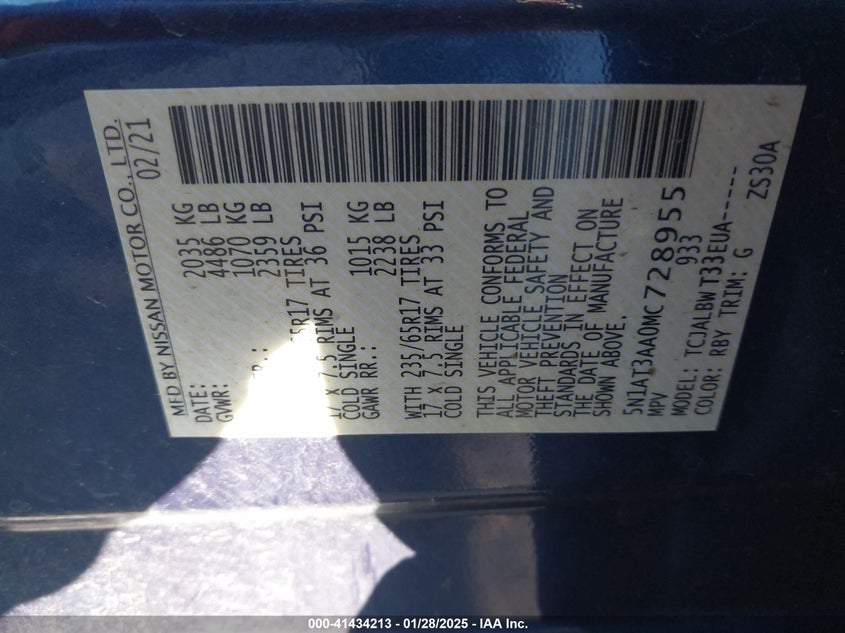 MFD BY NISSAN MOTOR CO., LTD.
DATE: 02/21
GVWR: 2035 KG
4486 LB
1070 KG
2359 LB
TIRES
17 X 7.5 RIMS AT 36 PSI
COLD SINGLE
GAWR RR.: 1015 KG
2238 LB
WITH 235/65R17 TIRES
17 X 7.5 RIMS AT 33 PSI
COLD SINGLE
THIS VEHICLE CONFORMS TO
ALL APPLICABLE FEDERAL
MOTOR VEHICLE SAFETY AND
THEFT PREVENTION
STANDARDS IN EFFECT ON
THE DATE OF MANUFACTURE
SHOWN ABOVE.
5N1AT3AA0MC728955
MPV 933
MODEL: TCJALBWT33EUA-----
COLOR: RBY TRIM: G
ZS30A
000-41434213 - 01/28/2025 - IAA Inc.